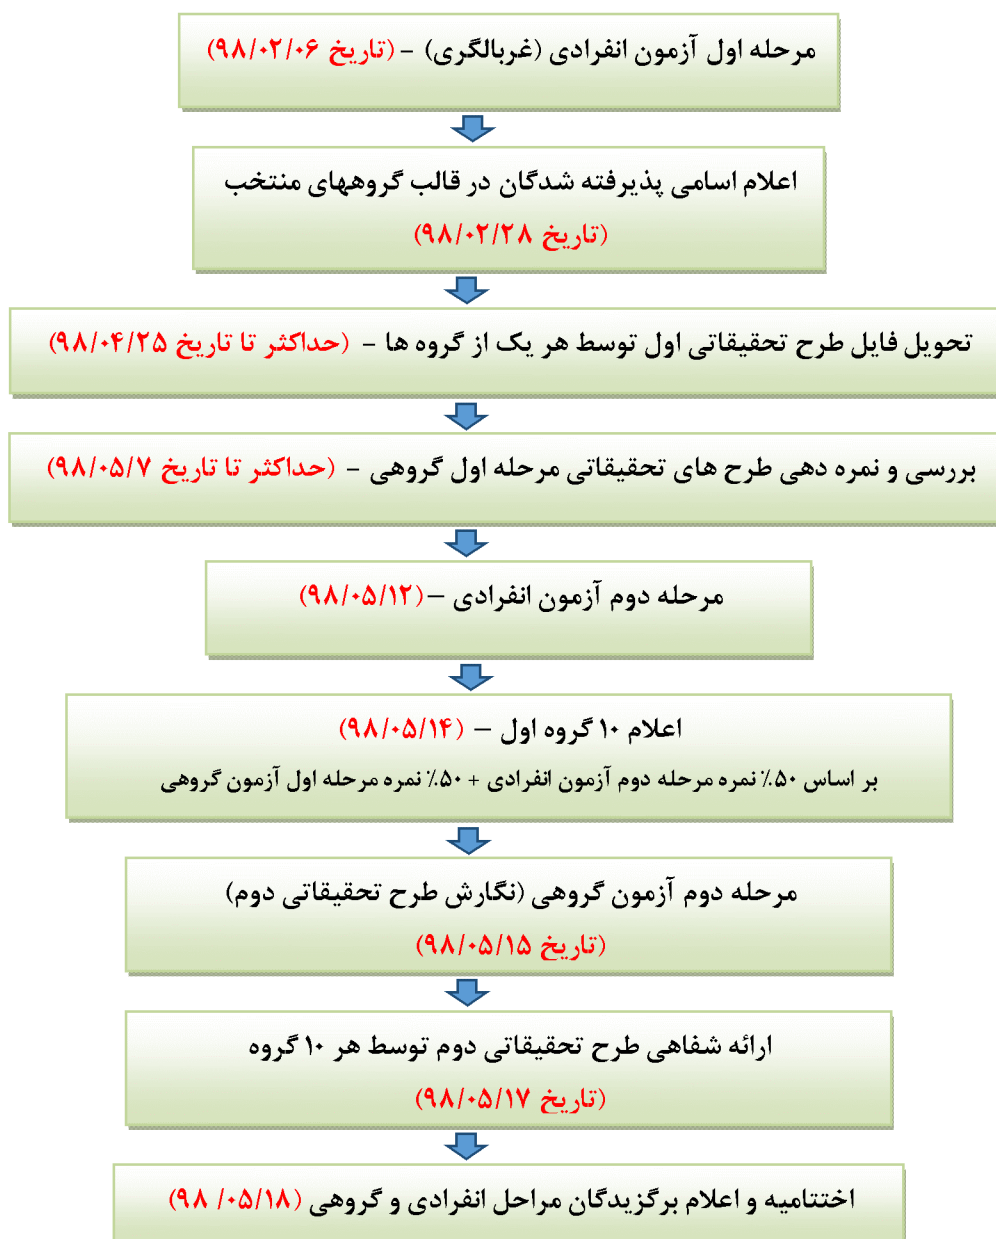 مرحله اول آزمون انفرادی (غربالگری) - (تاریخ ۹۸/۰۲/۰۶)
اعلام اسامی پذیرفته شدگان در قالب گروههای منتخب
(تاریخ ۹۸/۰۲/۲۸)
تحویل فایل طرح تحقیقاتی اول توسط هر یک از گروه ها - (حداکثر تا تاریخ ۹۸/۰۴/۲۵)
بررسی و نمره دهی طرح های تحقیقاتی مرحله اول گروهی - (حداکثر تا تاریخ ۹۸/۰۵/۷)
مرحله دوم آزمون انفرادی –(۹۸/۰۵/۱۲)
اعلام ۱۰ گروه اول – (۹۸/۰۵/۱۴)
بر اساس ۵۰٪ نمره مرحله دوم آزمون انفرادی + ۵۰٪ نمره مرحله اول آزمون گروهی
مرحله دوم آزمون گروهی (نگارش طرح تحقیقاتی دوم)
(تاریخ ۹۸/۰۵/۱۵)
ارائه شفاهی طرح تحقیقاتی دوم توسط هر ۱۰ گروه
(تاریخ ۹۸/۰۵/۱۷)
اختتامیه و اعلام برگزیدگان مراحل انفرادی و گروهی (۹۸ /۰۵/۱۸)